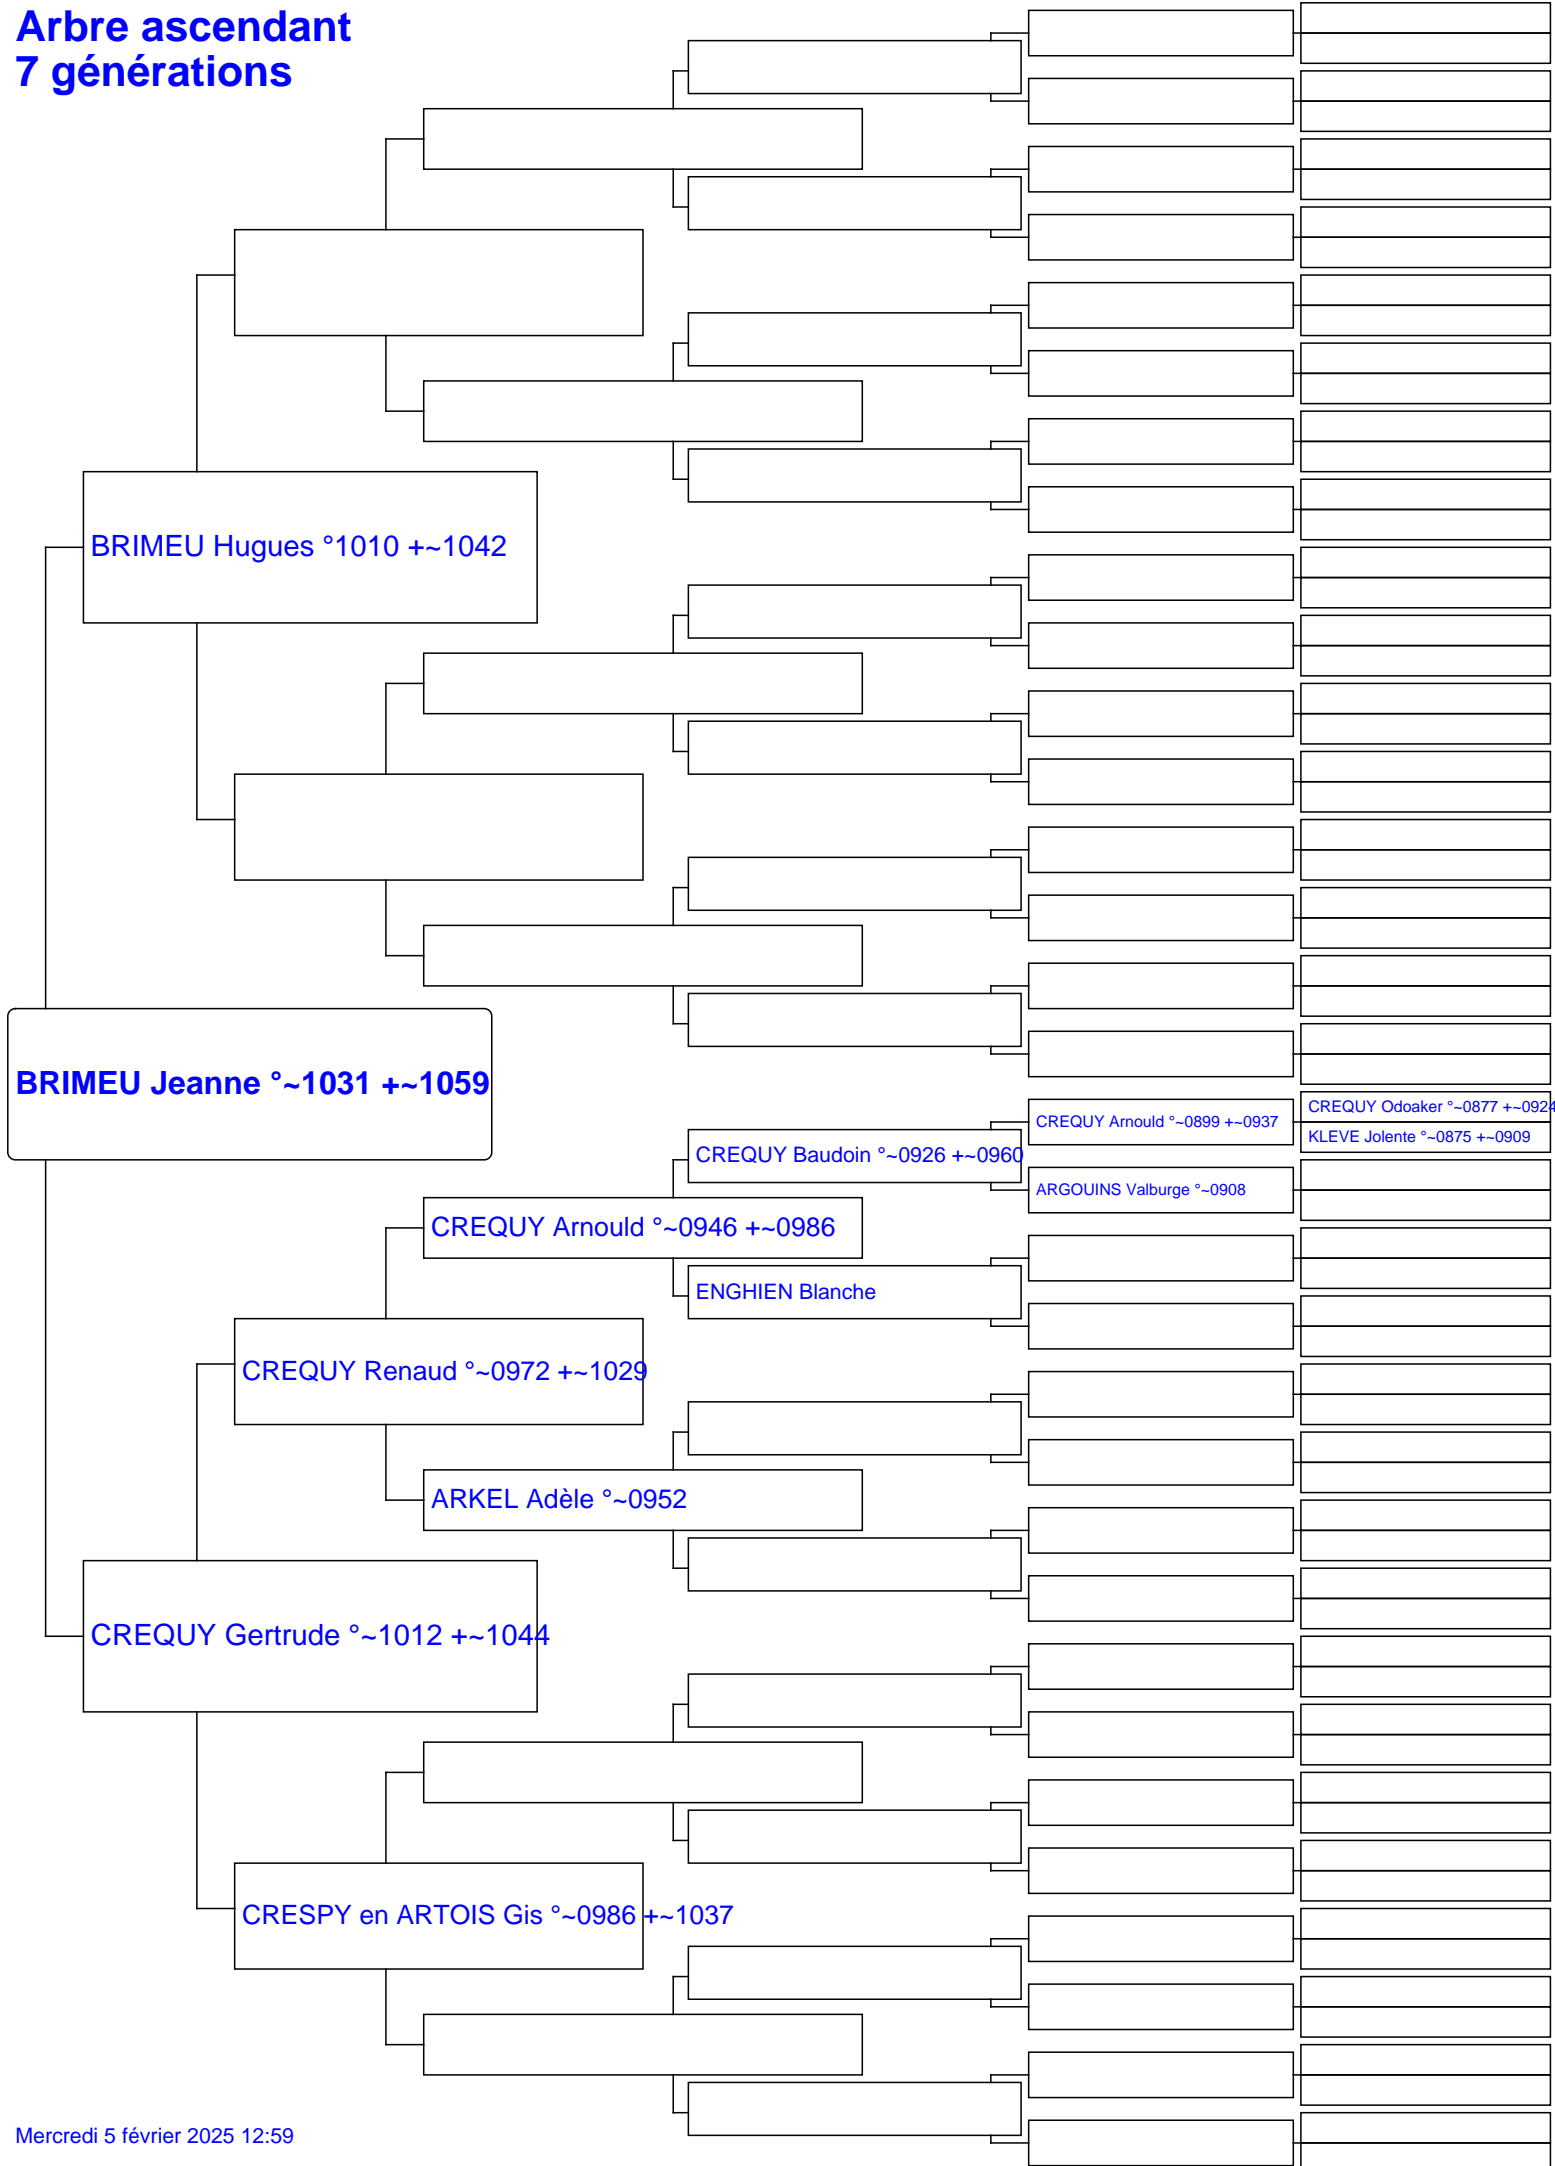 Arbre ascendant
7 générations
BRIMEU Hugues °1010 +~1042
BRIMEU Jeanne °~1031 +~1059
CREQUY Odoaker °~0877 +~0924
CREQUY Arnould °~0899 +~0937
KLEVE Jolente °~0875 +~0909
CREQUY Baudoin °~0926 +~0960
ARGOUINS Valburge °~0908
CREQUY Arnould °~0946 +~0986
ENGHIEN Blanche
CREQUY Renaud °~0972 +~1029
ARKEL Adèle °~0952
CREQUY Gertrude °~1012 +~1044
CRESPY en ARTOIS Gis °~0986 +~1037
Mercredi 5 février 2025 12:59